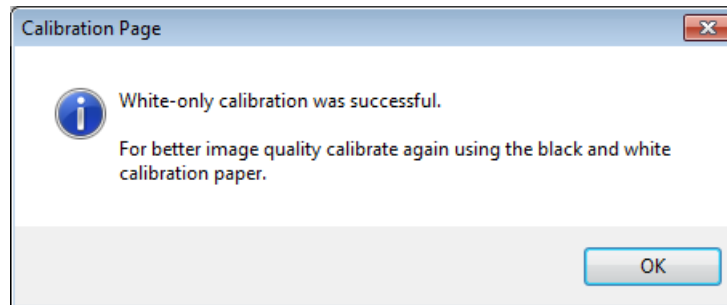 Calibration Page
White-only calibration was successful.
For better image quality calibrate again using the black and white
calibration paper.
OK